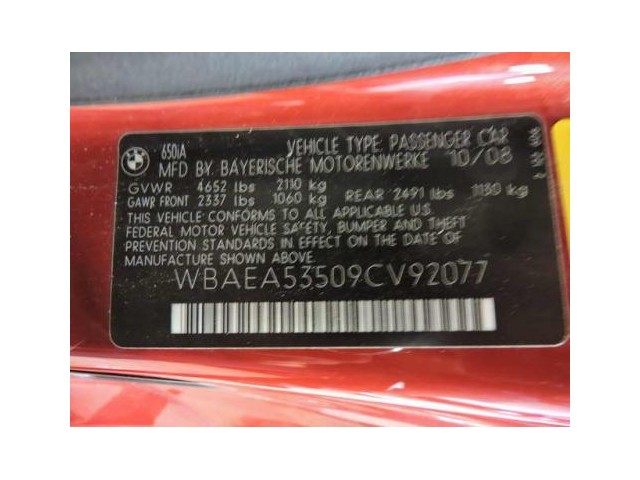 BMW
650iA VEHICLE TYPE: PASSENGER CAR
MFD BY: BAYERISCHE MOTORENWERKE 10/08
GVWR 4652 lbs 2110 kg
GAWR FRONT 2337 lbs 1060 kg REAR 2491 lbs 1130 kg
THIS VEHICLE CONFORMS TO ALL APPLICABLE U.S.
FEDERAL MOTOR VEHICLE SAFETY, BUMPER AND THEFT
PREVENTION STANDARDS IN EFFECT ON THE DATE OF
MANUFACTURE SHOWN ABOVE.
WBAEA53509CV92077